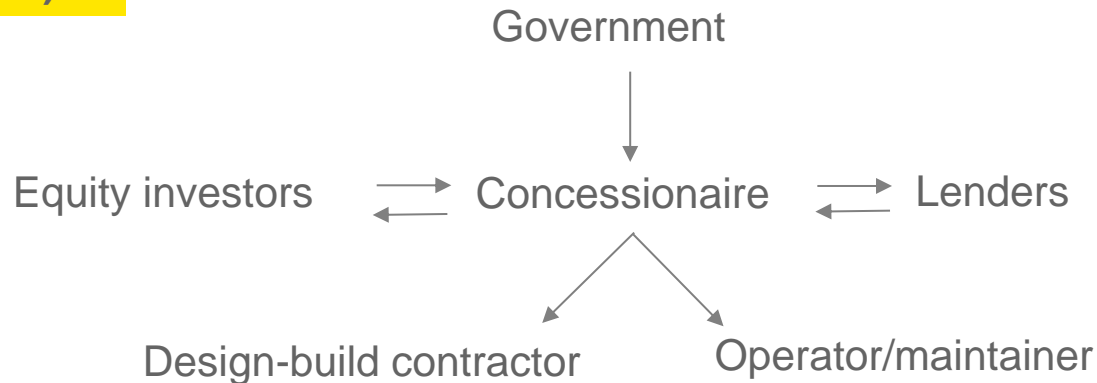 Government
Equity investors Concessionaire Lenders
Design-build contractor Operator/maintainer